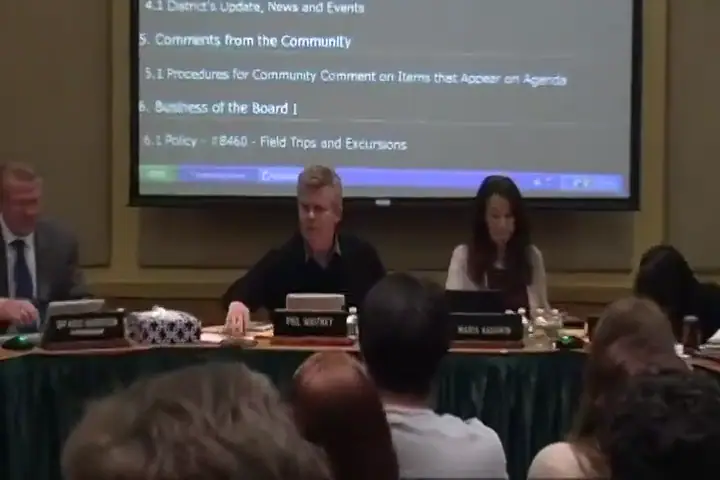 4.1 District's Update, News and Events
5. Comments from the Community
5.1 Procedures for Community Comment on Items that Appear on Agenda
6. Business of the Board I
6.1 Policy - #8460 - Field Trips and Excursions
PHIL WHITNEY
MARIS